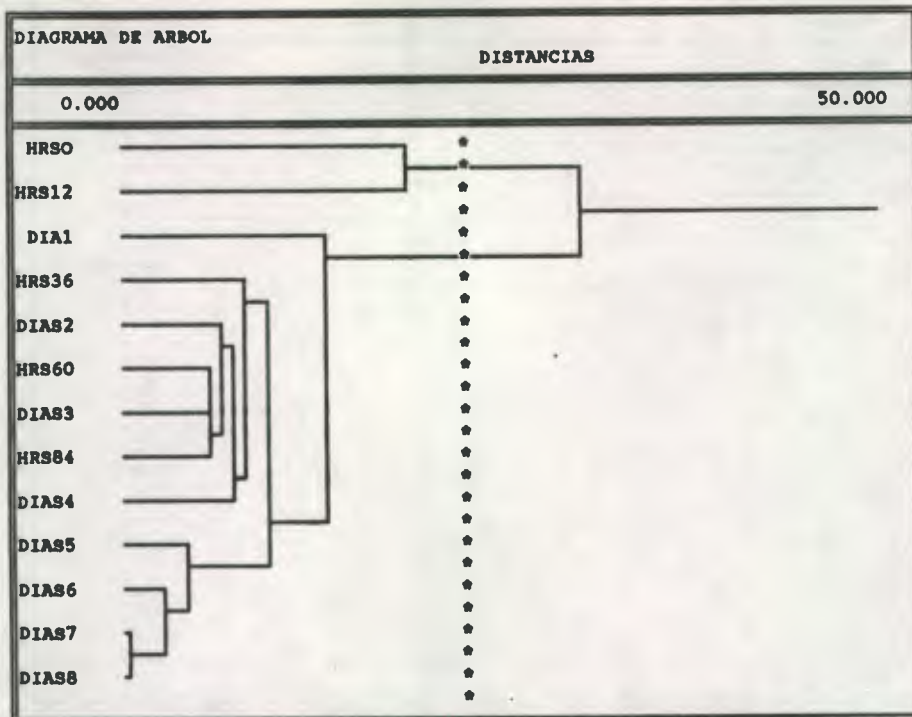 DIAGRAMA DE ARBOL
DISTANCIAS
0.000 50.000
HRS0
HRS12
DIA1
HRS36
DIAS2
HRS60
DIAS3
HRS84
DIAS4
DIAS5
DIAS6
DIAS7
DIAS8